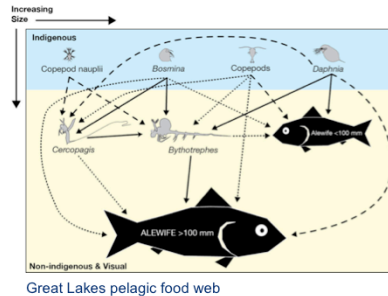 Increasing
Size
Indigenous
Copepod nauplii
Bosmina
Copepods
Daphnia
Cercopagis
Bythotrephes
Alewife <100 mm
ALEWIFE >100 mm
Non-indigenous & Visual
Great Lakes pelagic food web